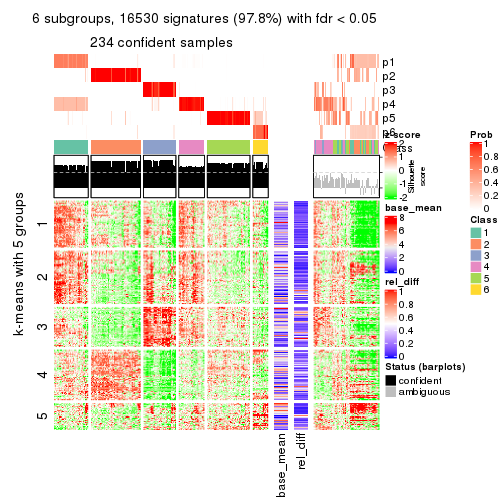 6 subgroups, 16530 signatures (97.8%) with fdr < 0.05
234 confident samples
p1
p2
p3
p4
p5
p6
Class
Silhouette
score
k-means with 5 groups
1
2
3
4
5
base_mean
rel_diff
z-score
2
1
0
-1
-2
base_mean
8
6
4
2
0
rel_diff
1
0.8
0.6
0.4
0.2
0
Status (barplots)
confident
ambiguous
Prob
1
0.8
0.6
0.4
0.2
0
Class
1
2
3
4
5
6